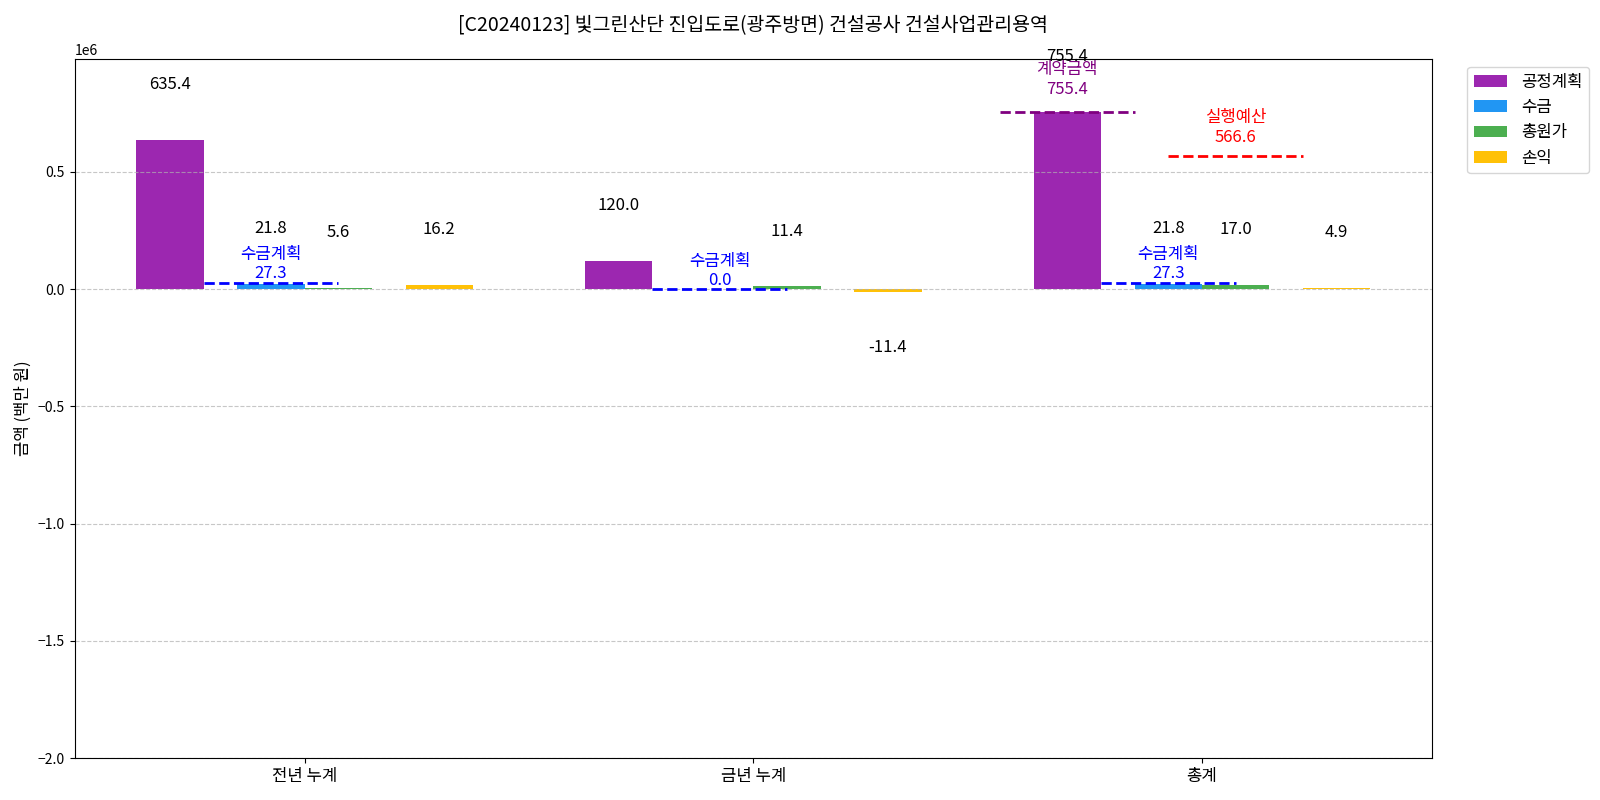 [C20240123] 빛그린산단 진입도로(광주방면) 건설공사 건설사업관리용역
1e6
금액 (백만 원)
0.5
0.0
−0.5
−1.0
−1.5
−2.0
635.4
21.8
수금계획
27.3
5.6
16.2
120.0
수금계획
0.0
11.4
-11.4
755.4
계약금액
755.4
실행예산
566.6
21.8
수금계획
27.3
17.0
4.9
전년 누계
금년 누계
총계
공정계획
수금
총원가
손익